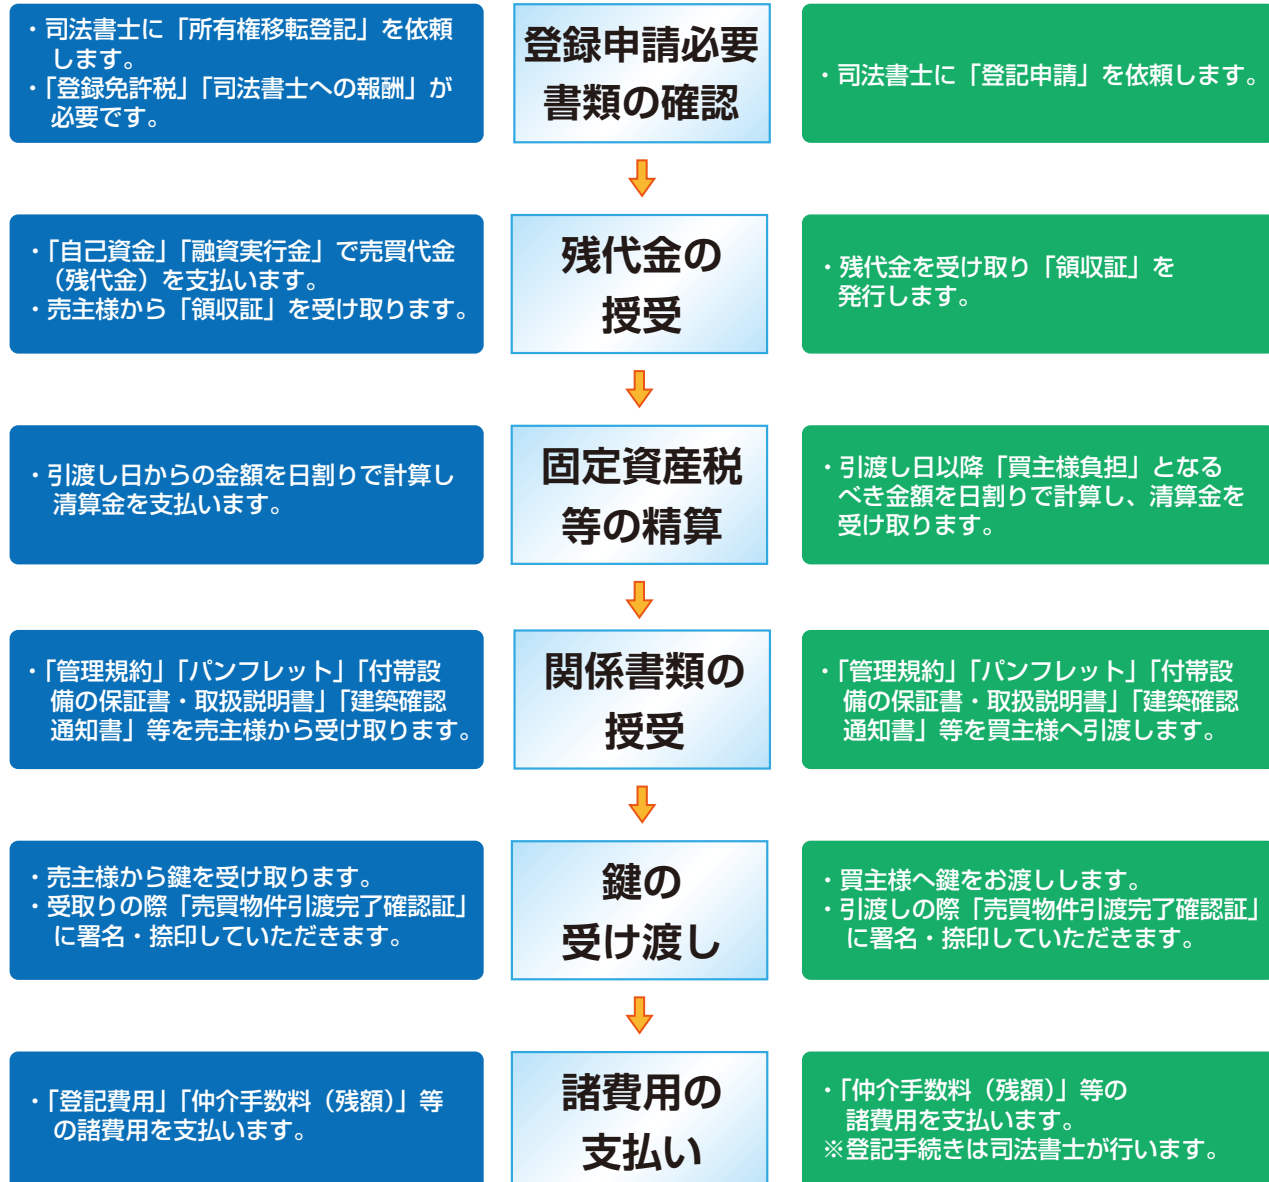 ・司法書士に「所有権移転登記」を依頼
します。
・「登録免許税」「司法書士への報酬」が
必要です。
登録申請必要
書類の確認
・司法書士に「登記申請」を依頼します。
・「自己資金」「融資実行金」で売買代金
（残代金）を支払います。
・売主様から「領収証」を受け取ります。
残代金の
授受
・残代金を受け取り「領収証」を
発行します。
・引渡し日からの金額を日割りで計算し
清算金を支払います。
固定資産税
等の精算
・引渡し日以降「買主様負担」となる
べき金額を日割りで計算し、清算金を
受け取ります。
・「管理規約」「パンフレット」「付帯設
備の保証書・取扱説明書」「建築確認
通知書」等を売主様から受け取ります。
関係書類の
授受
・「管理規約」「パンフレット」「付帯設
備の保証書・取扱説明書」「建築確認
通知書」等を買主様へ引渡します。
・売主様から鍵を受け取ります。
・受取りの際「売買物件引渡完了確認証」
に署名・捺印していただきます。
鍵の
受け渡し
・買主様へ鍵をお渡しします。
・引渡しの際「売買物件引渡完了確認証」
に署名・捺印していただきます。
・「登記費用」「仲介手数料（残額）」等
の諸費用を支払います。
諸費用の
支払い
・「仲介手数料（残額）」等の
諸費用を支払います。
※登記手続きは司法書士が行います。